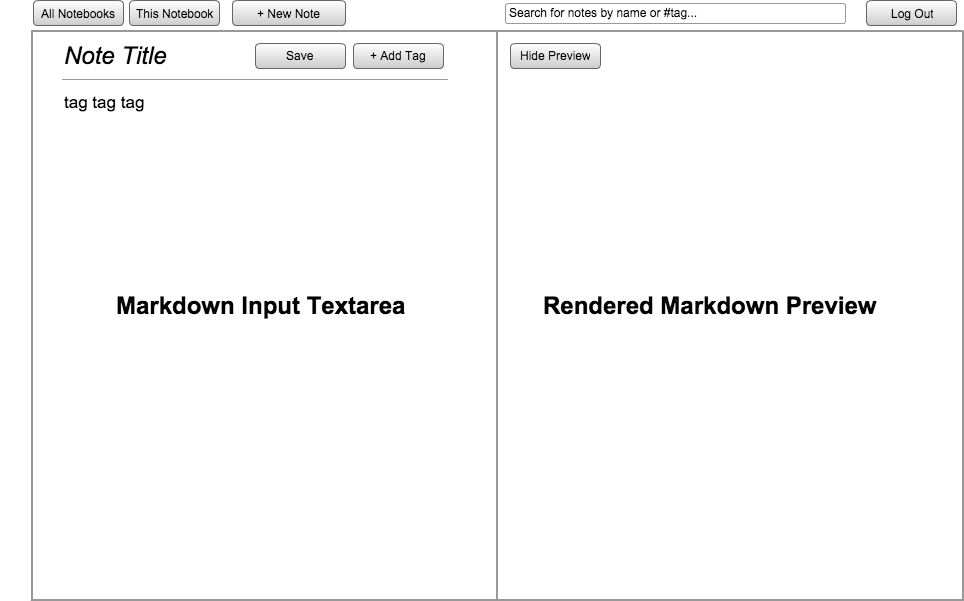 All Notebooks This Notebook + New Note Search for notes by name or #tag... Log Out
Note Title Save + Add Tag Hide Preview
tag tag tag
Markdown Input Textarea Rendered Markdown Preview